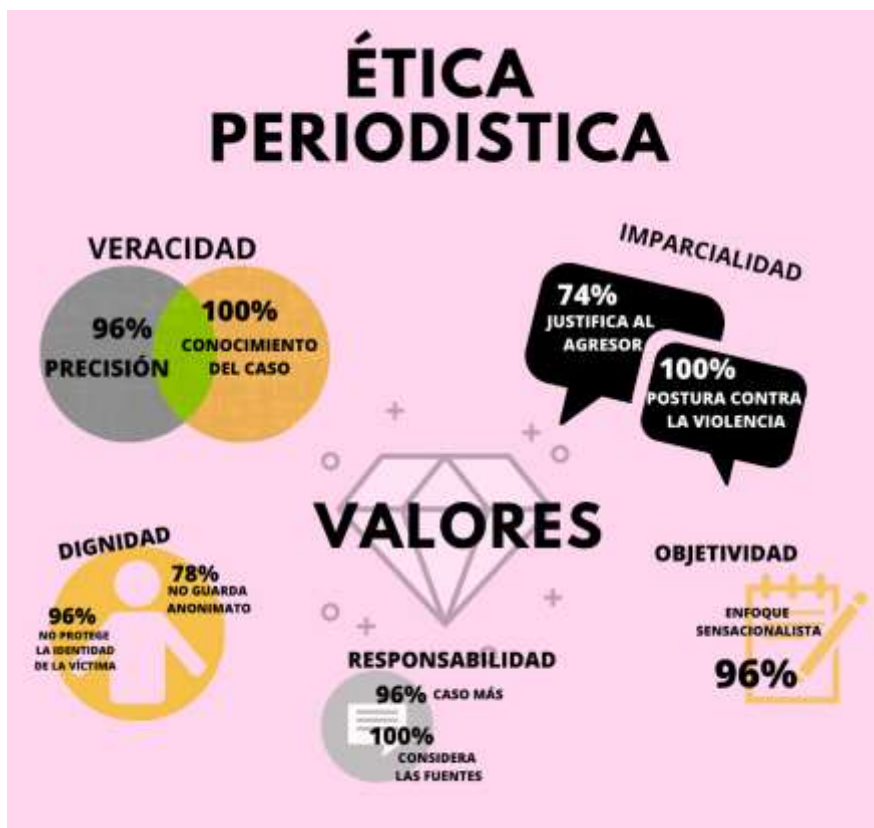 ÉTICA
PERIODISTICA
VERACIDAD
96%
PRECISIÓN
100%
CONOCIMIENTO
DEL CASO
IMPARCIALIDAD
74%
JUSTIFICA AL
AGRESOR
100%
POSTURA CONTRA
LA VIOLENCIA
VALORES
DIGNIDAD
78%
NO GUARDA
ANONIMATO
96%
NO PROTEGE
LA IDENTIDAD
DE LA VÍCTIMA
OBJETIVIDAD
ENFOQUE
SENSACIONALISTA
96%
RESPONSABILIDAD
96% CASO MÁS
100%
CONSIDERA
LAS FUENTES